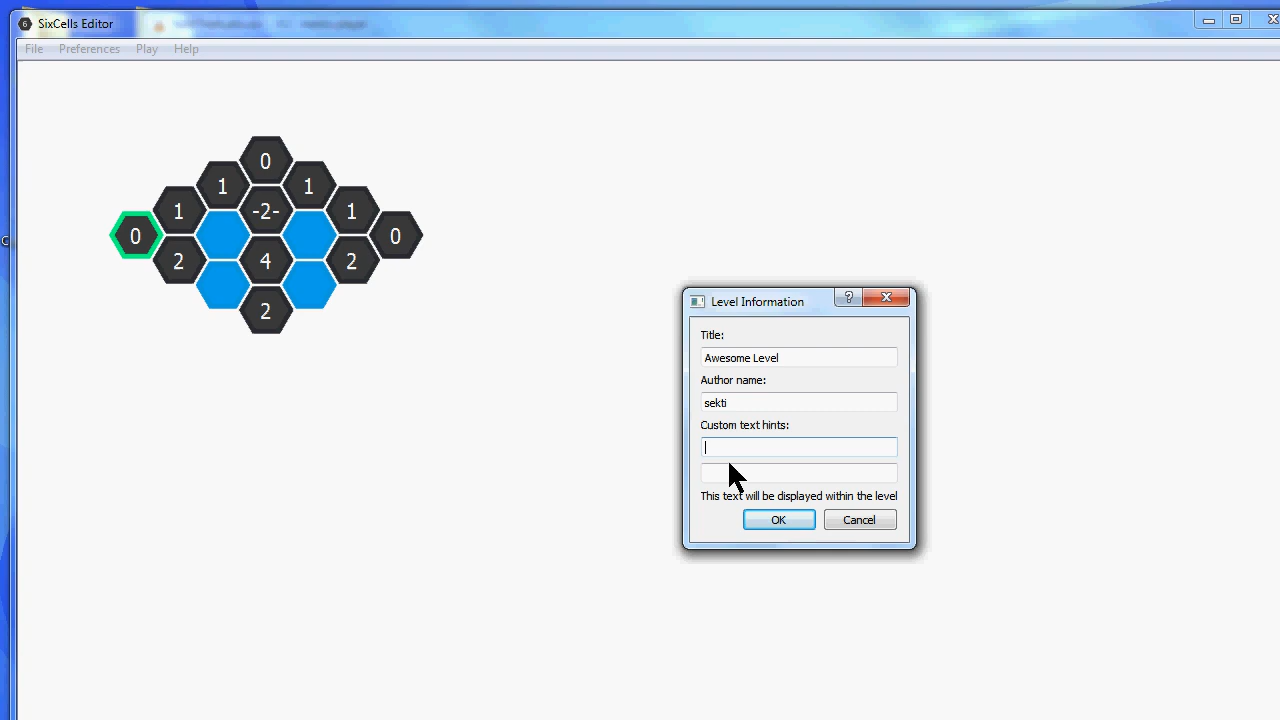 SixCells Editor
File Preferences Play Help
0
1 1
1 -2- 1
0 0
2 4 2
2
Level Information
Title:
Awesome Level
Author name:
sekti
Custom text hints:
This text will be displayed within the level
OK Cancel